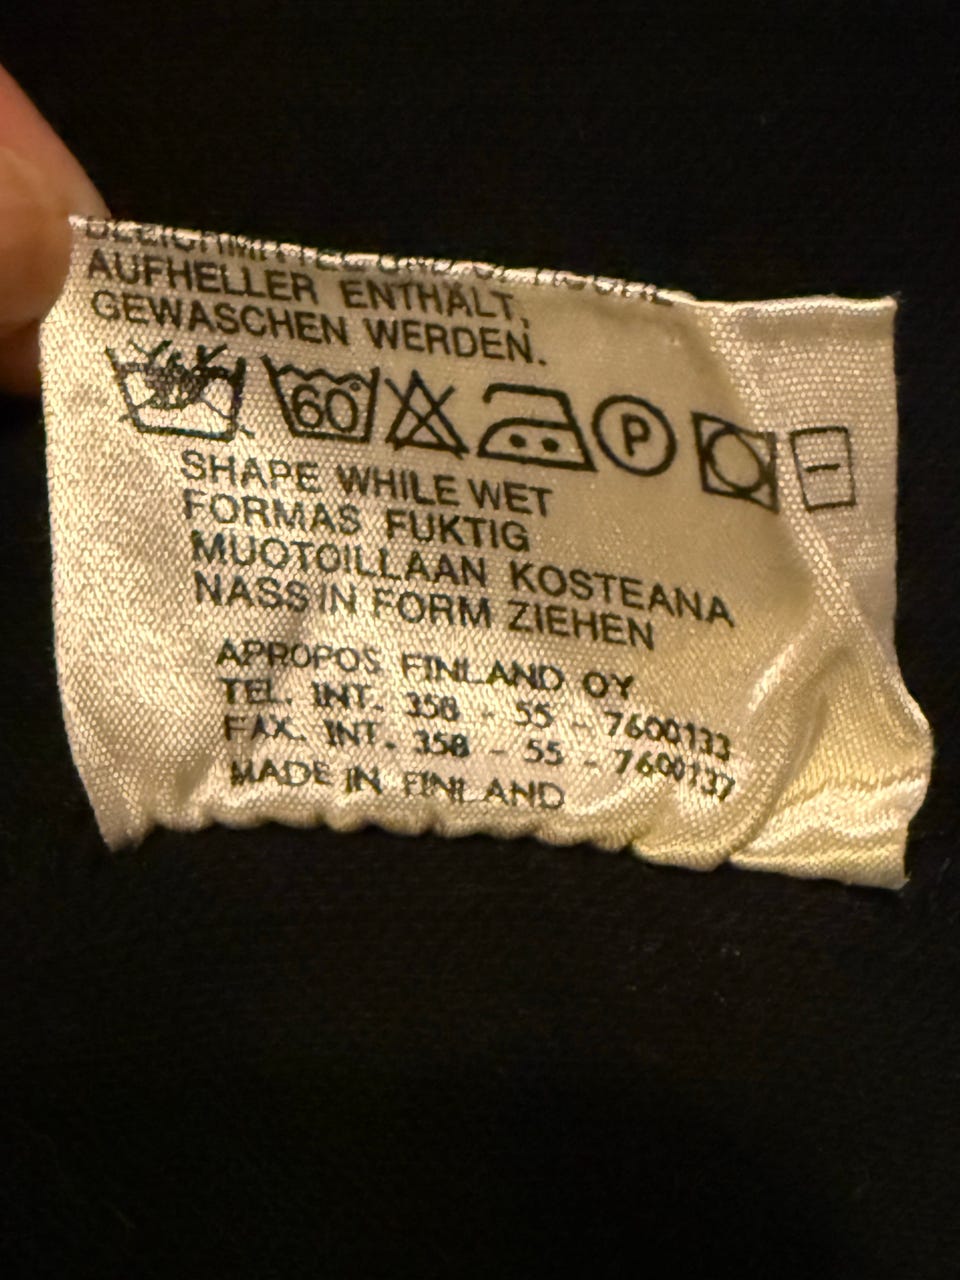 AUFHELLER ENTHÄLT,
GEWASCHEN WERDEN.
60° P
SHAPE WHILE WET
FORMAS FUKTIG
MUOTOILLAAN KOSTEANA
NASS IN FORM ZIEHEN
APROPOS FINLAND OY
TEL. INT. 358 - 55 - 7600133
FAX. INT. 358 - 55 - 7600137
MADE IN FINLAND